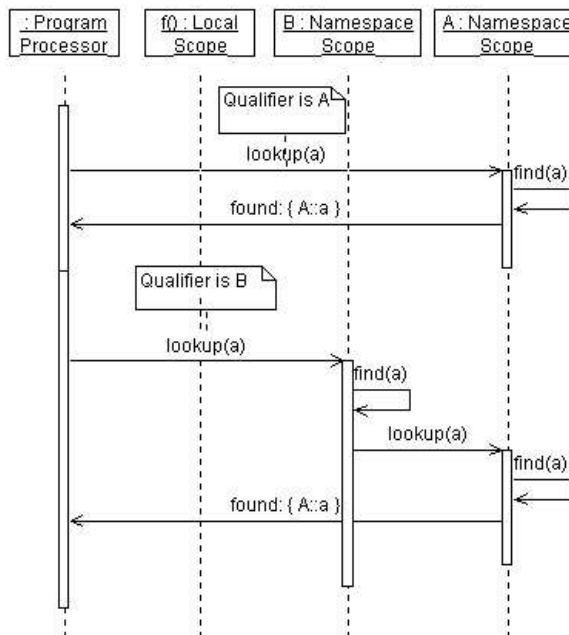 : Program
Processor
f() : Local
Scope
B : Namespace
Scope
A : Namespace
Scope
Qualifier is A
lookup(a)
find(a)
found: { A::a }
Qualifier is B
lookup(a)
find(a)
lookup(a)
find(a)
found: { A::a }